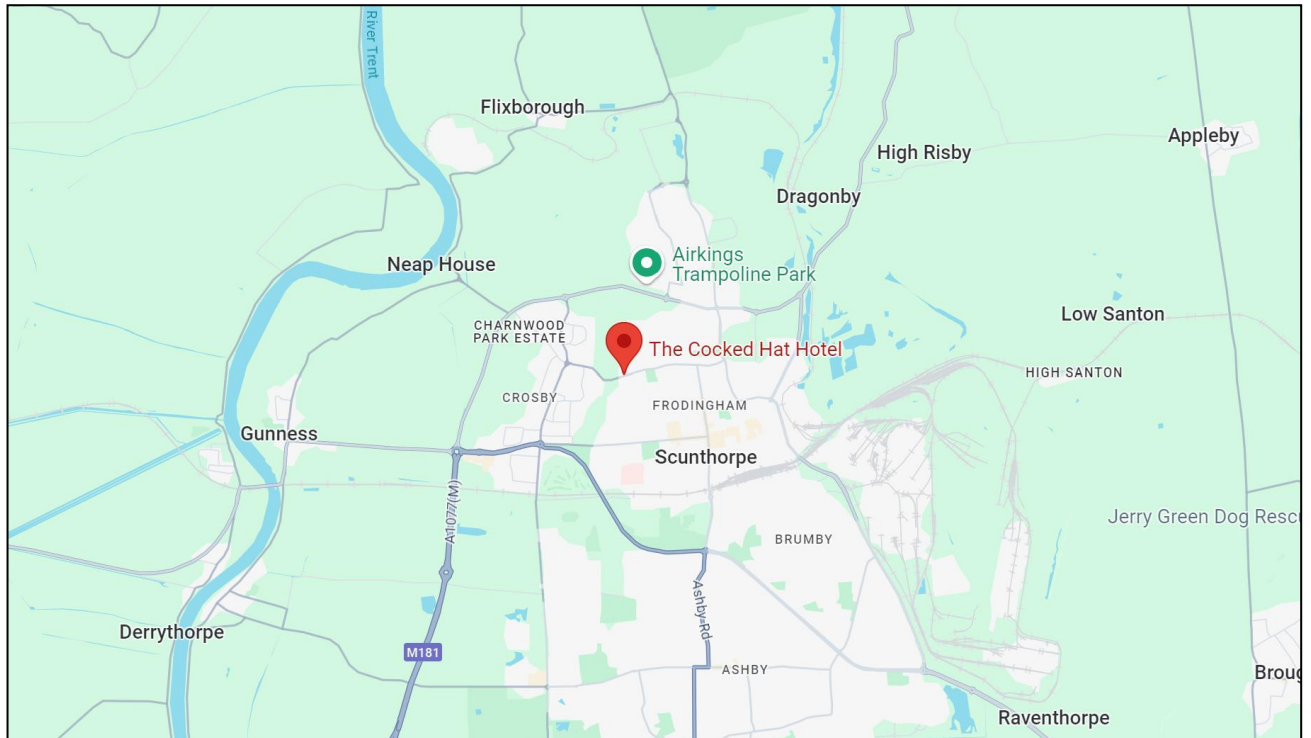 River Trent
Flixborough
Appleby
High Risby
Dragonby
Airkings
Trampoline Park
Neap House
Low Santon
CHARNWOOD
PARK ESTATE
The Cocked Hat Hotel
HIGH SANTON
CROSBY
FRODINGHAM
Gunness
Scunthorpe
A1077(M)
Jerry Green Dog Resc
BRUMBY
Ashby Rd
Derrythorpe
M181
ASHBY
Broug
Raventhorpe